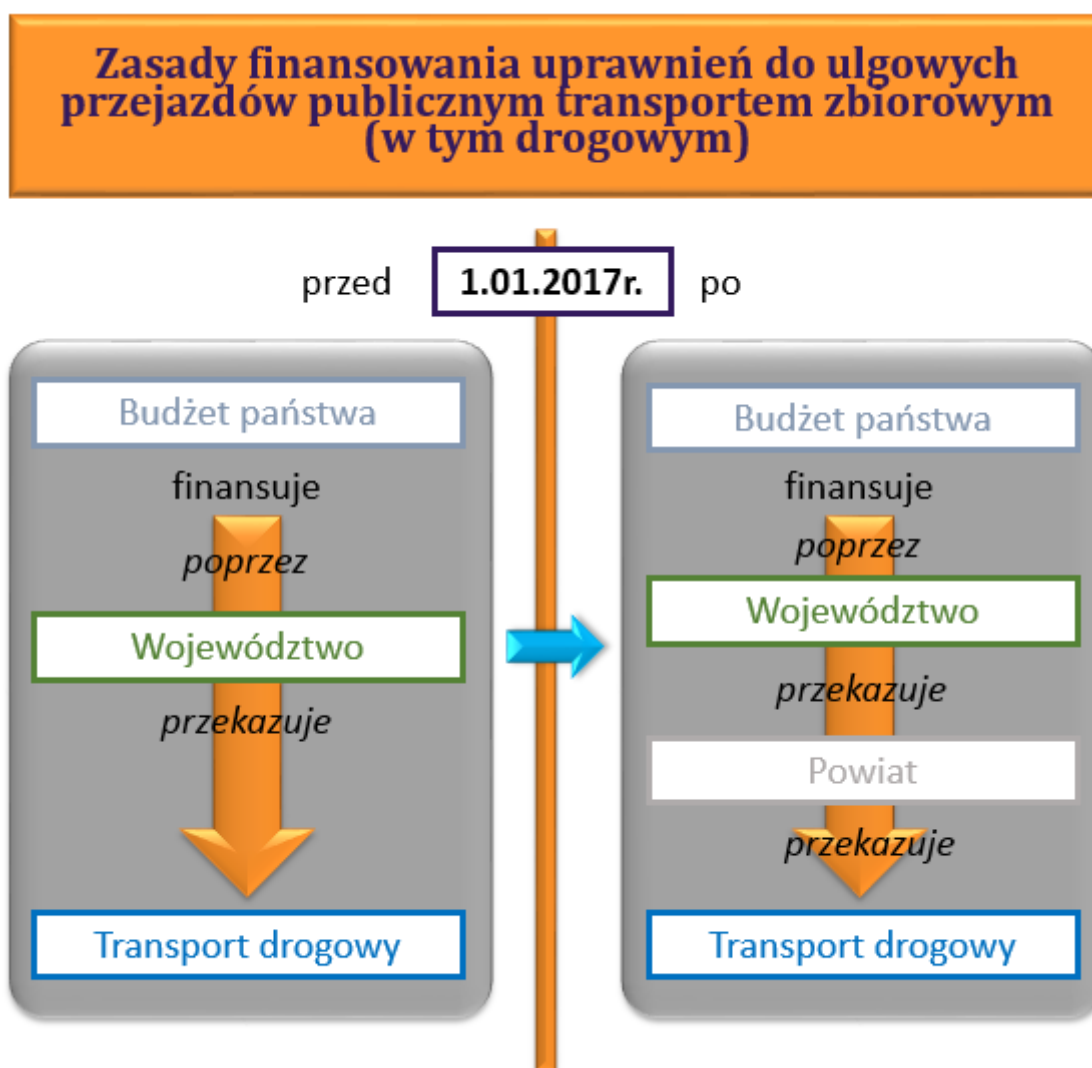 Zasady finansowania uprawnień do ulgowych
przejazdów publicznym transportem zbiorowym
(w tym drogowym)
przed 1.01.2017r. po
Budżet państwa
finansuje
poprzez
Województwo
przekazuje
Transport drogowy
Budżet państwa
finansuje
poprzez
Województwo
przekazuje
Powiat
przekazuje
Transport drogowy